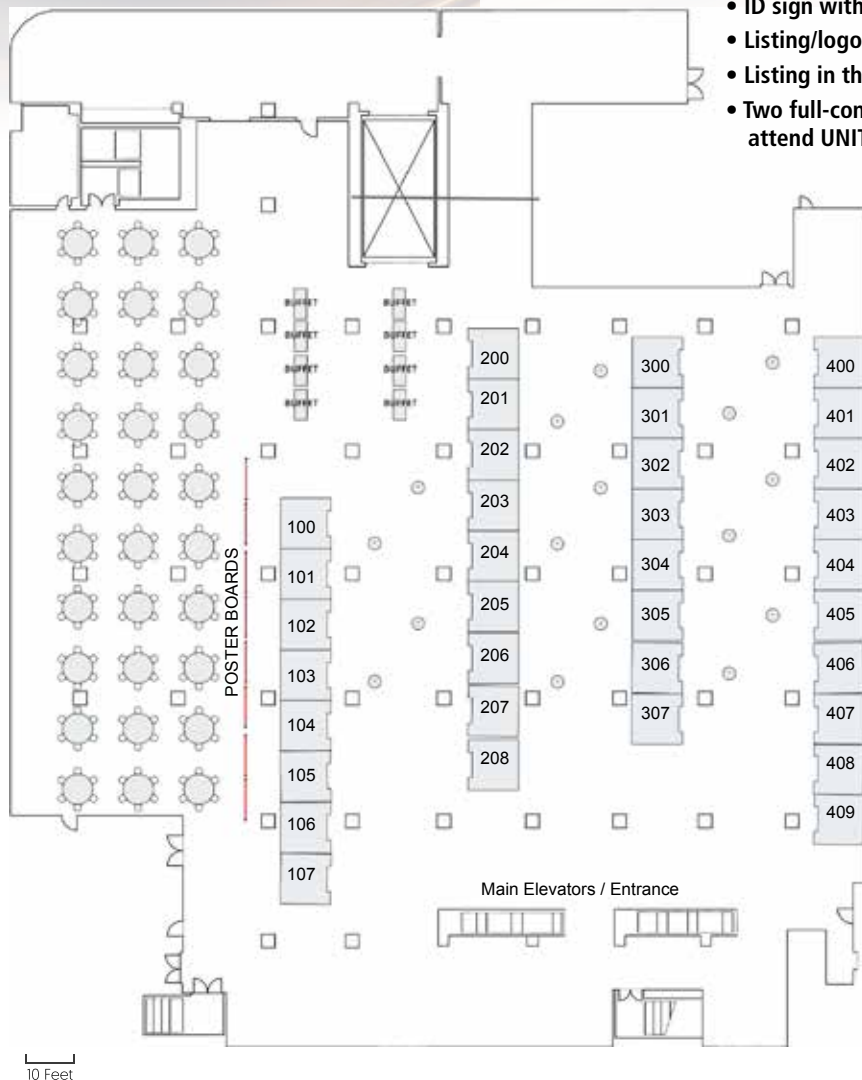 • ID sign with
• Listing/logo
• Listing in th
• Two full-con
attend UNIT
BUFFET BUFFET
BUFFET BUFFET
BUFFET BUFFET
BUFFET BUFFET
POSTER BOARDS
100
101
102
103
104
105
106
107
200
201
202
203
204
205
206
207
208
300
301
302
303
304
305
306
307
400
401
402
403
404
405
406
407
408
409
Main Elevators / Entrance
10 Feet